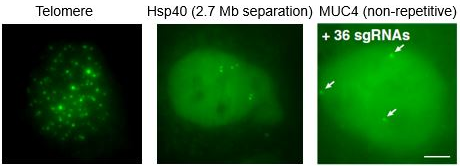 Telomere
Hsp40 (2.7 Mb separation)
MUC4 (non-repetitive)
+ 36 sgRNAs